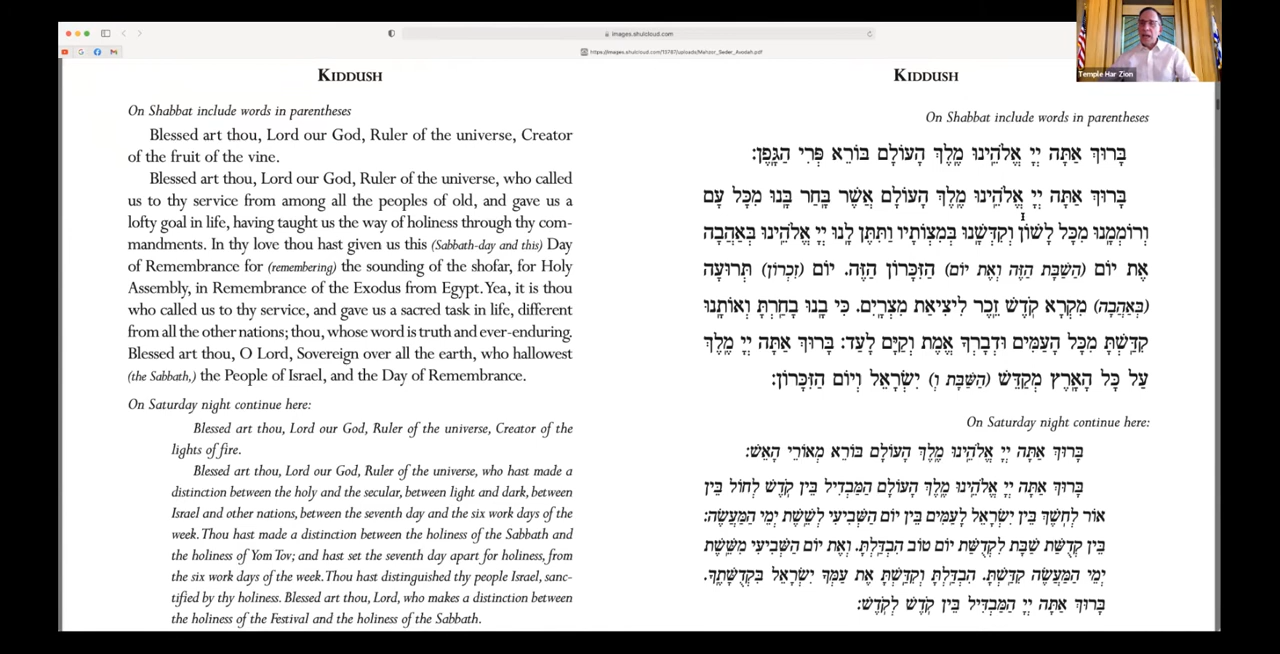 images.shulcloud.com
https://images.shulcloud.com/13787/uploads/Mahzor_Seder_Avodah.pdf
Temple Har Zion
KIDDUSH
On Shabbat include words in parentheses
Blessed art thou, Lord our God, Ruler of the universe, Creator
of the fruit of the vine.
Blessed art thou, Lord our God, Ruler of the universe, who called
us to thy service from among all the peoples of old, and gave us a
lofty goal in life, having taught us the way of holiness through thy com-
mandments. In thy love thou hast given us this (Sabbath-day and this) Day
of Remembrance for (remembering) the sounding of the shofar, for Holy
Assembly, in Remembrance of the Exodus from Egypt. Yea, it is thou
who called us to thy service, and gave us a sacred task in life, different
from all the other nations; thou, whose word is truth and ever-enduring.
Blessed art thou, O Lord, Sovereign over all the earth, who hallowest
(the Sabbath,) the People of Israel, and the Day of Remembrance.
On Saturday night continue here:
Blessed art thou, Lord our God, Ruler of the universe, Creator of the
lights of fire.
Blessed art thou, Lord our God, Ruler of the universe, who hast made a
distinction between the holy and the secular, between light and dark, between
Israel and other nations, between the seventh day and the six work days of the
week. Thou hast made a distinction between the holiness of the Sabbath and
the holiness of Yom Tov; and hast set the seventh day apart for holiness, from
the six work days of the week. Thou hast distinguished thy people Israel, sanc-
tified by thy holiness. Blessed art thou, Lord, who makes a distinction between
the holiness of the Festival and the holiness of the Sabbath.
KIDDUSH
On Shabbat include words in parentheses
בָּרוּךְ אַתָּה יְיָ אֱלֹהֵינוּ מֶלֶךְ הָעוֹלָם בּוֹרֵא פְּרִי הַגָּפֶן:
בָּרוּךְ אַתָּה יְיָ אֱלֹהֵינוּ מֶלֶךְ הָעוֹלָם אֲשֶׁר בָּחַר בָּנוּ מִכָּל עָם
וְרוֹמְמָנוּ מִכָּל לָשׁוֹן וְקִדְּשָׁנוּ בְּמִצְוֹתָיו וַתִּתֶּן לָנוּ יְיָ אֱלֹהֵינוּ בְּאַהֲבָה
אֶת יוֹם (הַשַּׁבָּת הַזֶּה וְאֶת יוֹם) הַזִּכָּרוֹן הַזֶּה. יוֹם (זִכְרוֹן) תְּרוּעָה
(בְּאַהֲבָה) מִקְרָא קֹדֶשׁ זֵכֶר לִיצִיאַת מִצְרָיִם. כִּי בָנוּ בָחַרְתָּ וְאוֹתָנוּ
קִדַּשְׁתָּ מִכָּל הָעַמִּים וּדְבָרְךָ אֱמֶת וְקַיָּם לָעַד: בָּרוּךְ אַתָּה יְיָ מֶלֶךְ
עַל כָּל הָאָרֶץ מְקַדֵּשׁ (הַשַּׁבָּת וְ) יִשְׂרָאֵל וְיוֹם הַזִּכָּרוֹן:
On Saturday night continue here:
בָּרוּךְ אַתָּה יְיָ אֱלֹהֵינוּ מֶלֶךְ הָעוֹלָם בּוֹרֵא מְאוֹרֵי הָאֵשׁ:
בָּרוּךְ אַתָּה יְיָ אֱלֹהֵינוּ מֶלֶךְ הָעוֹלָם הַמַּבְדִּיל בֵּין קֹדֶשׁ לְחוֹל בֵּין
אוֹר לְחֹשֶׁךְ בֵּין יִשְׂרָאֵל לָעַמִּים בֵּין יוֹם הַשְּׁבִיעִי לְשֵׁשֶׁת יְמֵי הַמַּעֲשֶׂה:
בֵּין קְדֻשַּׁת שַׁבָּת לִקְדֻשַּׁת יוֹם טוֹב הִבְדַּלְתָּ. וְאֶת יוֹם הַשְּׁבִיעִי מִשֵּׁשֶׁת
יְמֵי הַמַּעֲשֶׂה קִדַּשְׁתָּ. הִבְדַּלְתָּ וְקִדַּשְׁתָּ אֶת עַמְּךָ יִשְׂרָאֵל בִּקְדֻשָּׁתֶךָ.
בָּרוּךְ אַתָּה יְיָ הַמַּבְדִּיל בֵּין קֹדֶשׁ לְקֹדֶשׁ: